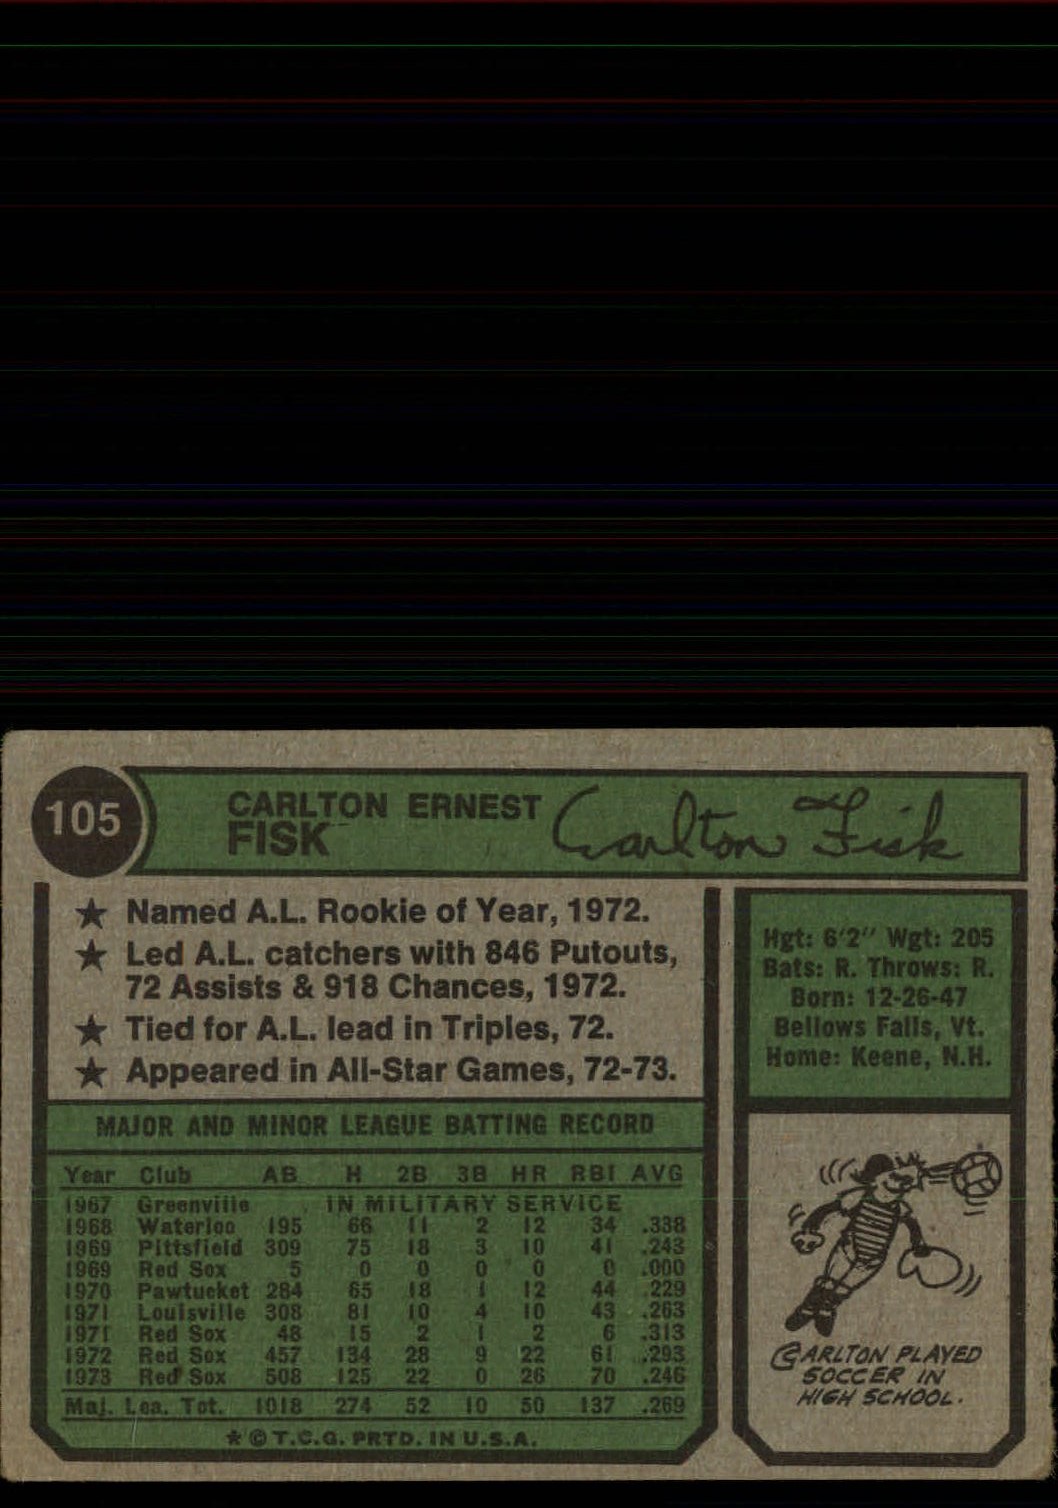 105
CARLTON ERNEST
FISK
Carlton Fisk
★ Named A.L. Rookie of Year, 1972.
★ Led A.L. catchers with 846 Putouts,
72 Assists & 918 Chances, 1972.
★ Tied for A.L. lead in Triples, 72.
★ Appeared in All-Star Games, 72-73.
Hgt: 6'2" Wgt: 205
Bats: R. Throws: R.
Born: 12-26-47
Bellows Falls, Vt.
Home: Keene, N.H.
MAJOR AND MINOR LEAGUE BATTING RECORD
Year Club AB H 2B 3B HR RBI AVG
1967 Greenville IN MILITARY SERVICE
1968 Waterloo 195 66 11 2 12 34 .338
1969 Pittsfield 309 75 18 3 10 41 .243
1969 Red Sox 5 0 0 0 0 0 .000
1970 Pawtucket 284 65 18 1 12 44 .229
1971 Louisville 308 81 10 4 10 43 .263
1971 Red Sox 48 15 2 1 2 6 .313
1972 Red Sox 457 134 28 9 22 61 .293
1973 Red Sox 508 125 22 0 26 70 .246
Maj. Lea. Tot. 1018 274 52 10 50 137 .269
★ © T.C.G. PRTD. IN U.S.A.
CARLTON PLAYED
SOCCER IN
HIGH SCHOOL.